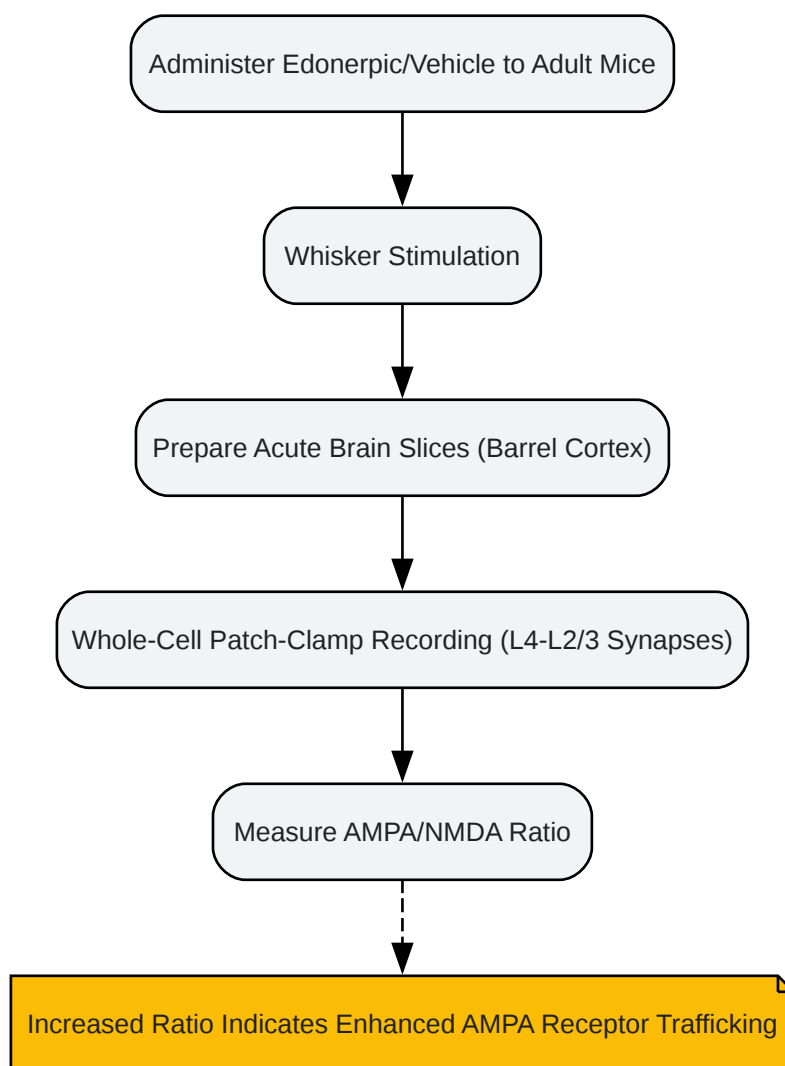 Administer Edonerpic/Vehicle to Adult Mice
Whisker Stimulation
Prepare Acute Brain Slices (Barrel Cortex)
Whole-Cell Patch-Clamp Recording (L4-L2/3 Synapses)
Measure AMPA/NMDA Ratio
Increased Ratio Indicates Enhanced AMPA Receptor Trafficking